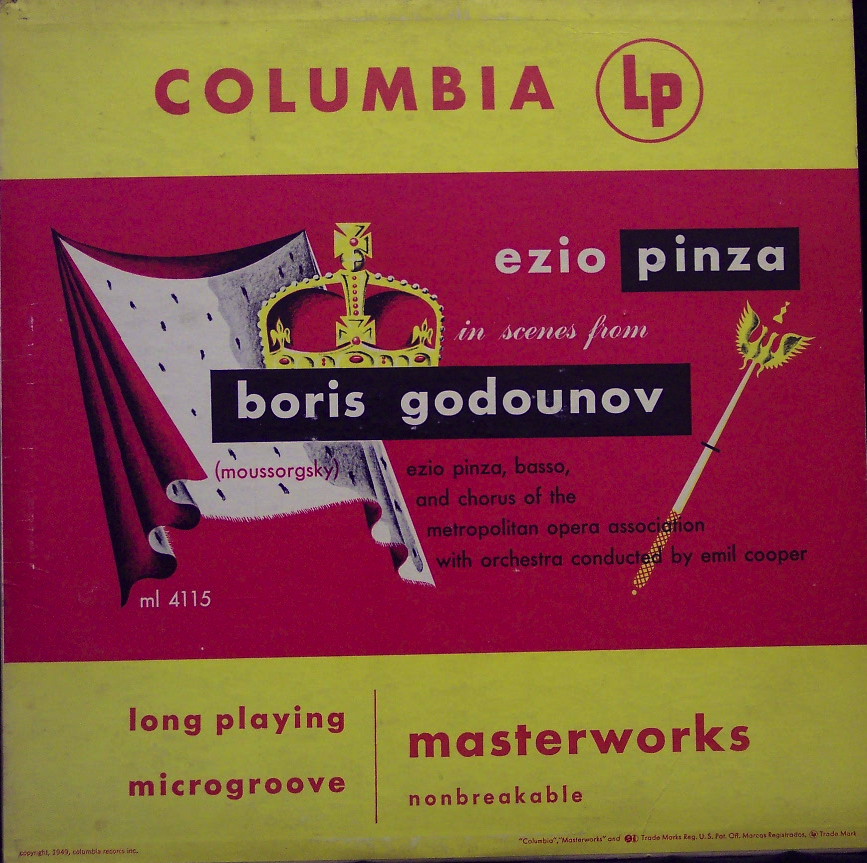 COLUMBIA Lp
ezio pinza
in scenes from
boris godounov
(moussorgsky)
ezio pinza, basso,
and chorus of the
metropolitan opera association
with orchestra conducted by emil cooper
ml 4115
long playing
microgroove
masterworks
nonbreakable
"Columbia", "Masterworks" and Trade Marks Reg. U. S. Pat. Off. Marcas Registradas, Lp Trade Mark
copyright, 1949, columbia records inc.